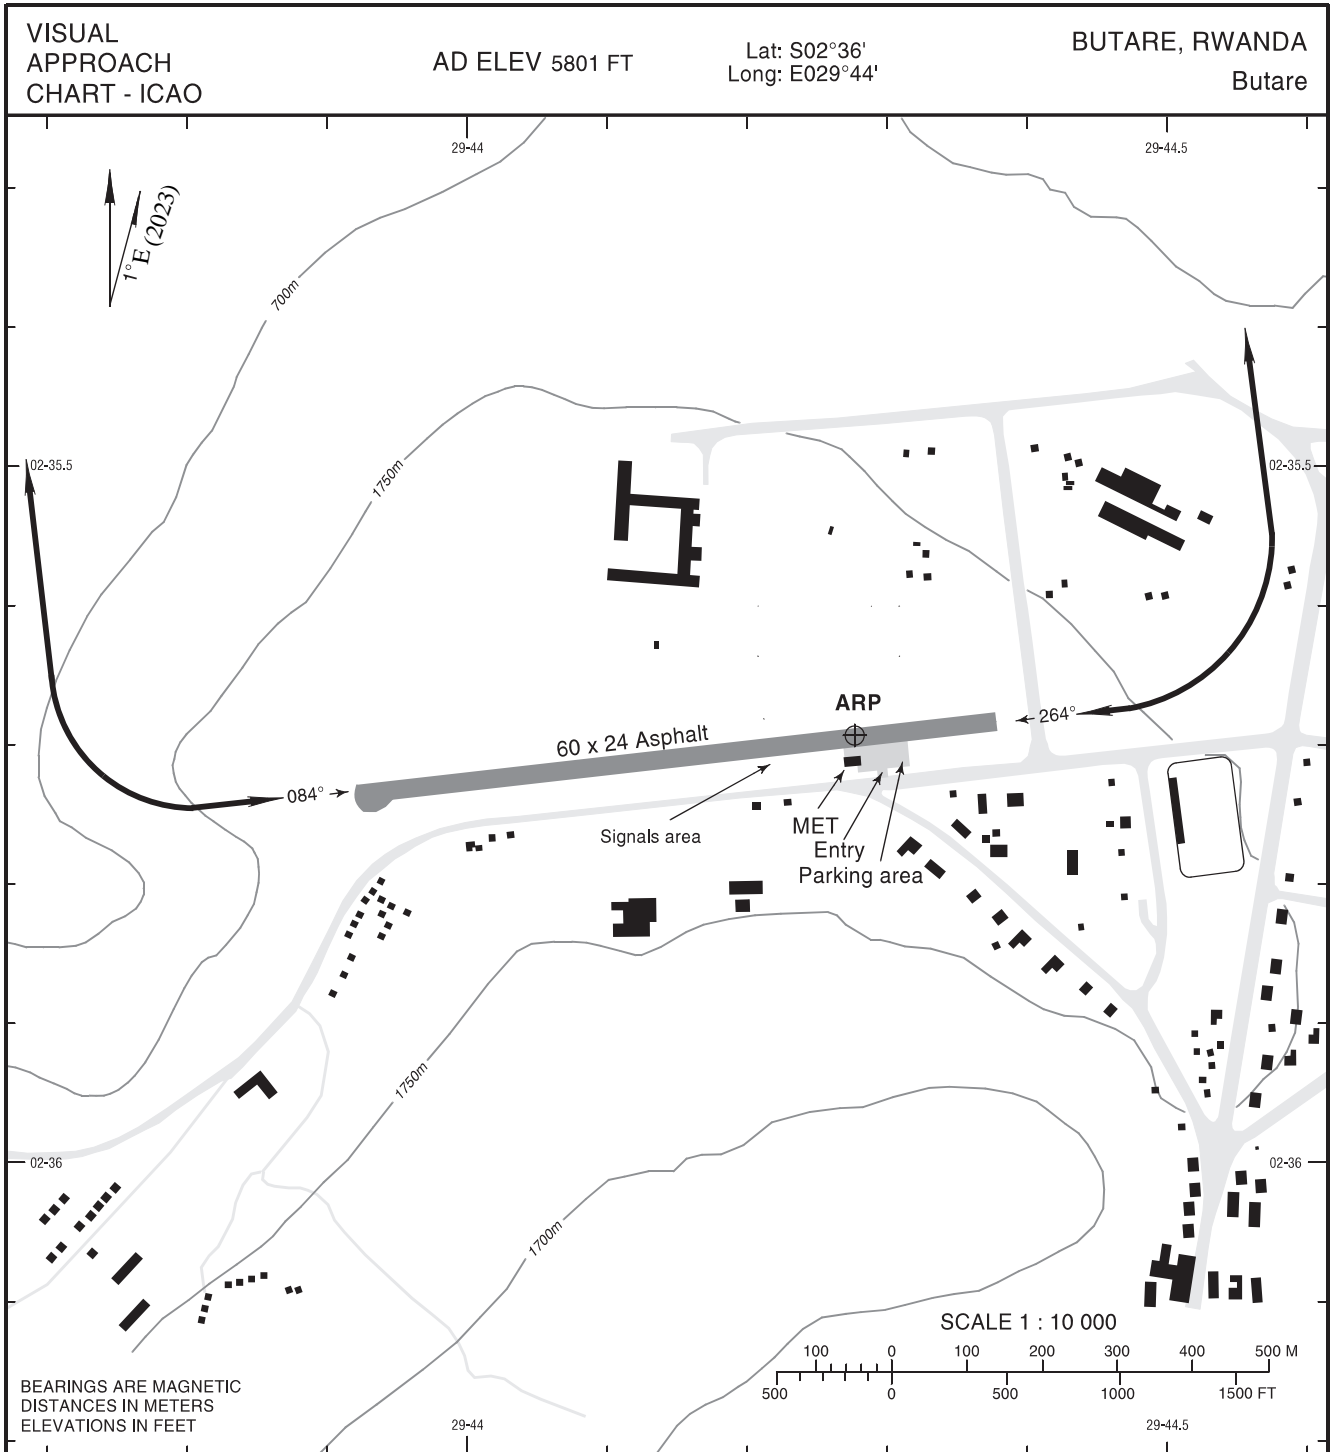 VISUAL
APPROACH
CHART - ICAO
AD ELEV 5801 FT
Lat: S02°36'
Long: E029°44'
BUTARE, RWANDA
Butare
29-44
29-44.5
1°E (2023)
700m
1750m
02-35.5
02-35.5
ARP
264°
60 x 24 Asphalt
084°
Signals area
MET
Entry
Parking area
1750m
02-36
02-36
1700m
SCALE 1 : 10 000
100 0 100 200 300 400 500 M
500 0 500 1000 1500 FT
BEARINGS ARE MAGNETIC
DISTANCES IN METERS
ELEVATIONS IN FEET
29-44
29-44.5